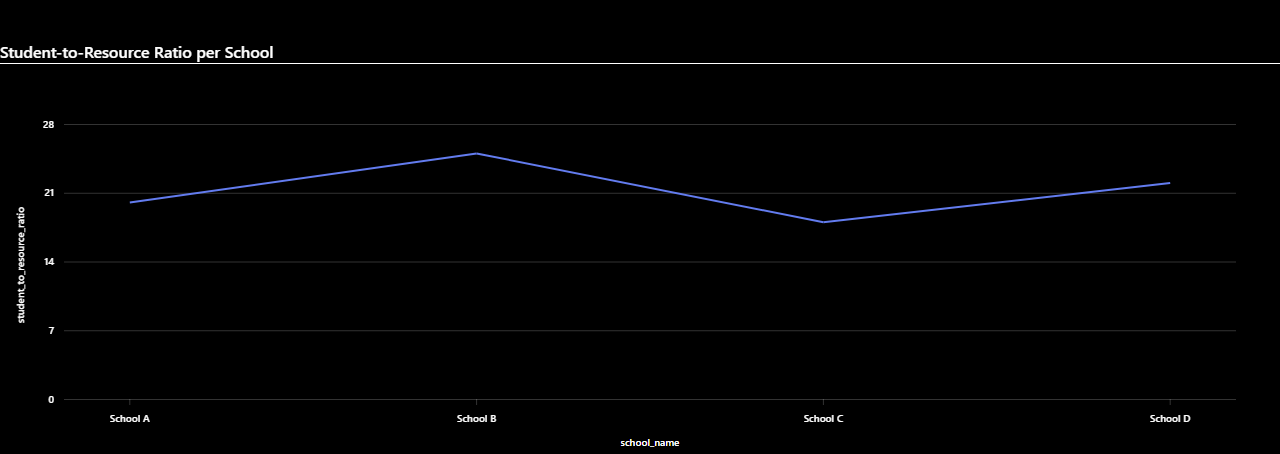 Student-to-Resource Ratio per School
28
21
14
7
0
student_to_resource_ratio
School A
School B
School C
School D
school_name